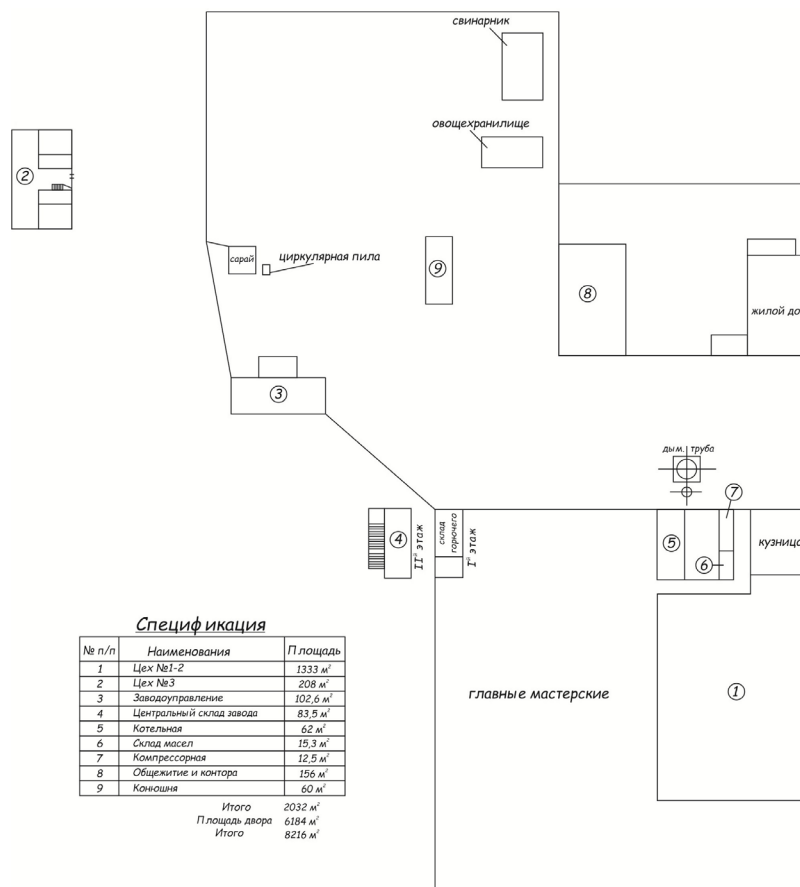 свинарник
овощехранилище
2
сарай
циркулярная пила
9
8
жилой до
3
дым. труба
7
4
IIй этаж
склад
горючего
Iй этаж
5
6
кузница
Спецификация
№ п/п Наименования Площадь
1 Цех №1-2 1333 м²
2 Цех №3 208 м²
3 Заводоуправление 102,6 м²
4 Центральный склад завода 83,5 м²
5 Котельная 62 м²
6 Склад масел 15,3 м²
7 Компрессорная 12,5 м²
8 Общежитие и контора 156 м²
9 Конюшня 60 м²
Итого 2032 м²
Площадь двора 6184 м²
Итого 8216 м²
главные мастерские
1